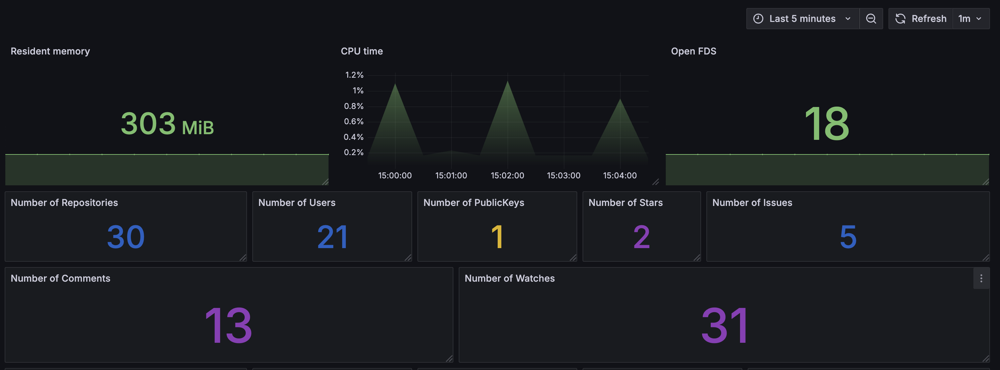 Last 5 minutes
Refresh
1m
Resident memory
303 MiB
CPU time
1.2%
1%
0.8%
0.6%
0.4%
0.2%
15:00:00
15:01:00
15:02:00
15:03:00
15:04:00
Open FDS
18
Number of Repositories
30
Number of Users
21
Number of PublicKeys
1
Number of Stars
2
Number of Issues
5
Number of Comments
13
Number of Watches
31